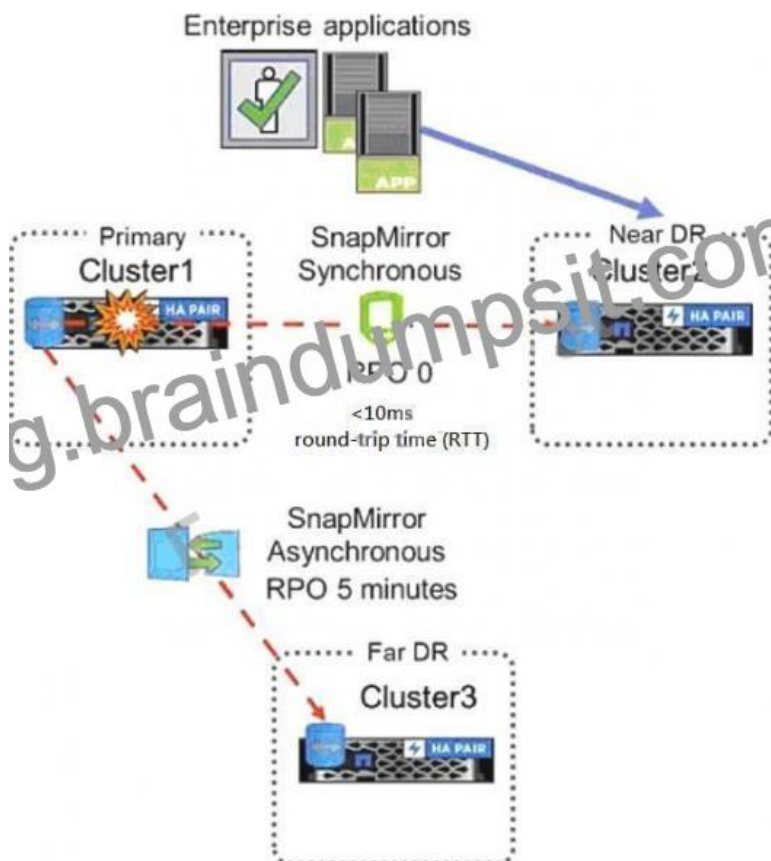 Enterprise applications
APP
Primary
Cluster1
HA PAIR
SnapMirror
Synchronous
RPO 0
<10ms
round-trip time (RTT)
Near DR
Cluster2
HA PAIR
g.braindumpsit.com
SnapMirror
Asynchronous
RPO 5 minutes
Far DR
Cluster3
HA PAIR